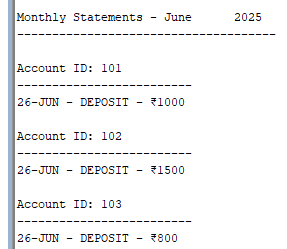 Monthly Statements - June      2025
-------------------------------------
Account ID: 101
-------------------------
26-JUN - DEPOSIT - ₹1000
Account ID: 102
-------------------------
26-JUN - DEPOSIT - ₹1500
Account ID: 103
-------------------------
26-JUN - DEPOSIT - ₹800